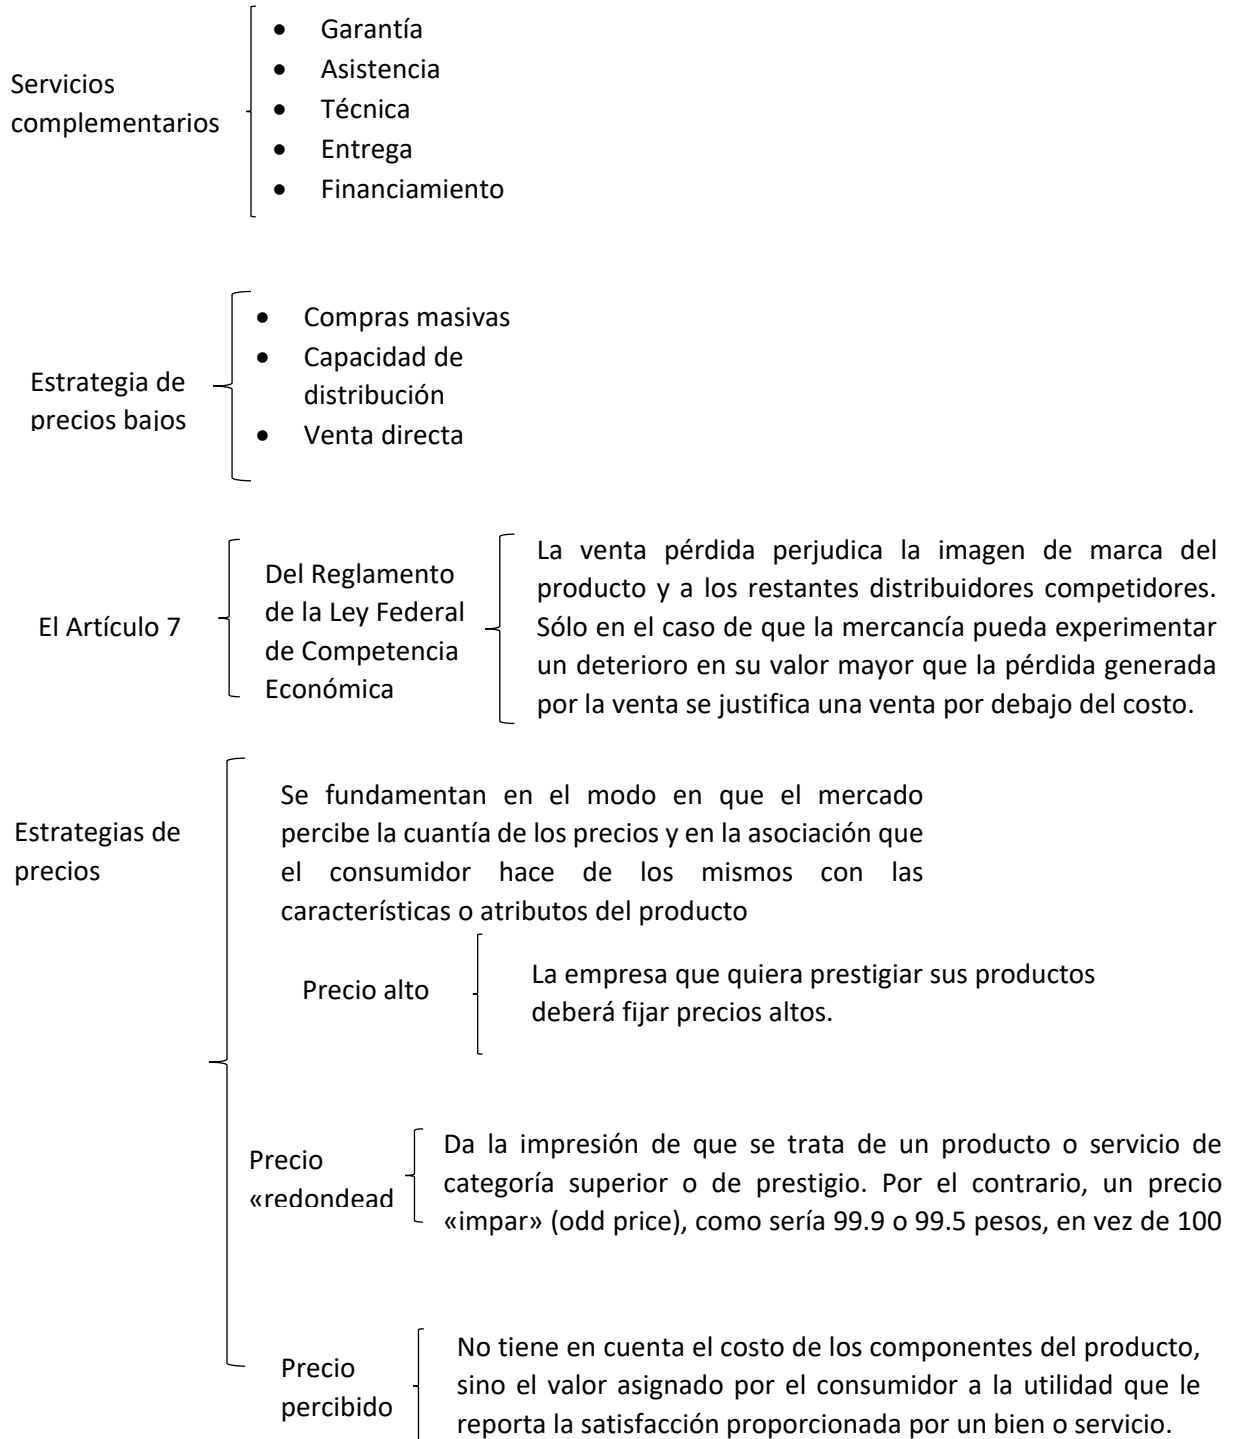 Servicios
complementarios
• Garantía
• Asistencia
• Técnica
• Entrega
• Financiamiento
Estrategia de
precios bajos
• Compras masivas
• Capacidad de
distribución
• Venta directa
El Artículo 7
Del Reglamento
de la Ley Federal
de Competencia
Económica
La venta pérdida perjudica la imagen de marca del
producto y a los restantes distribuidores competidores.
Sólo en el caso de que la mercancía pueda experimentar
un deterioro en su valor mayor que la pérdida generada
por la venta se justifica una venta por debajo del costo.
Estrategias de
precios
Se fundamentan en el modo en que el mercado
percibe la cuantía de los precios y en la asociación que
el consumidor hace de los mismos con las
características o atributos del producto
Precio alto
La empresa que quiera prestigiar sus productos
deberá fijar precios altos.
Precio
«redondead
Da la impresión de que se trata de un producto o servicio de
categoría superior o de prestigio. Por el contrario, un precio
«impar» (odd price), como sería 99.9 o 99.5 pesos, en vez de 100
Precio
percibido
No tiene en cuenta el costo de los componentes del producto,
sino el valor asignado por el consumidor a la utilidad que le
reporta la satisfacción proporcionada por un bien o servicio.